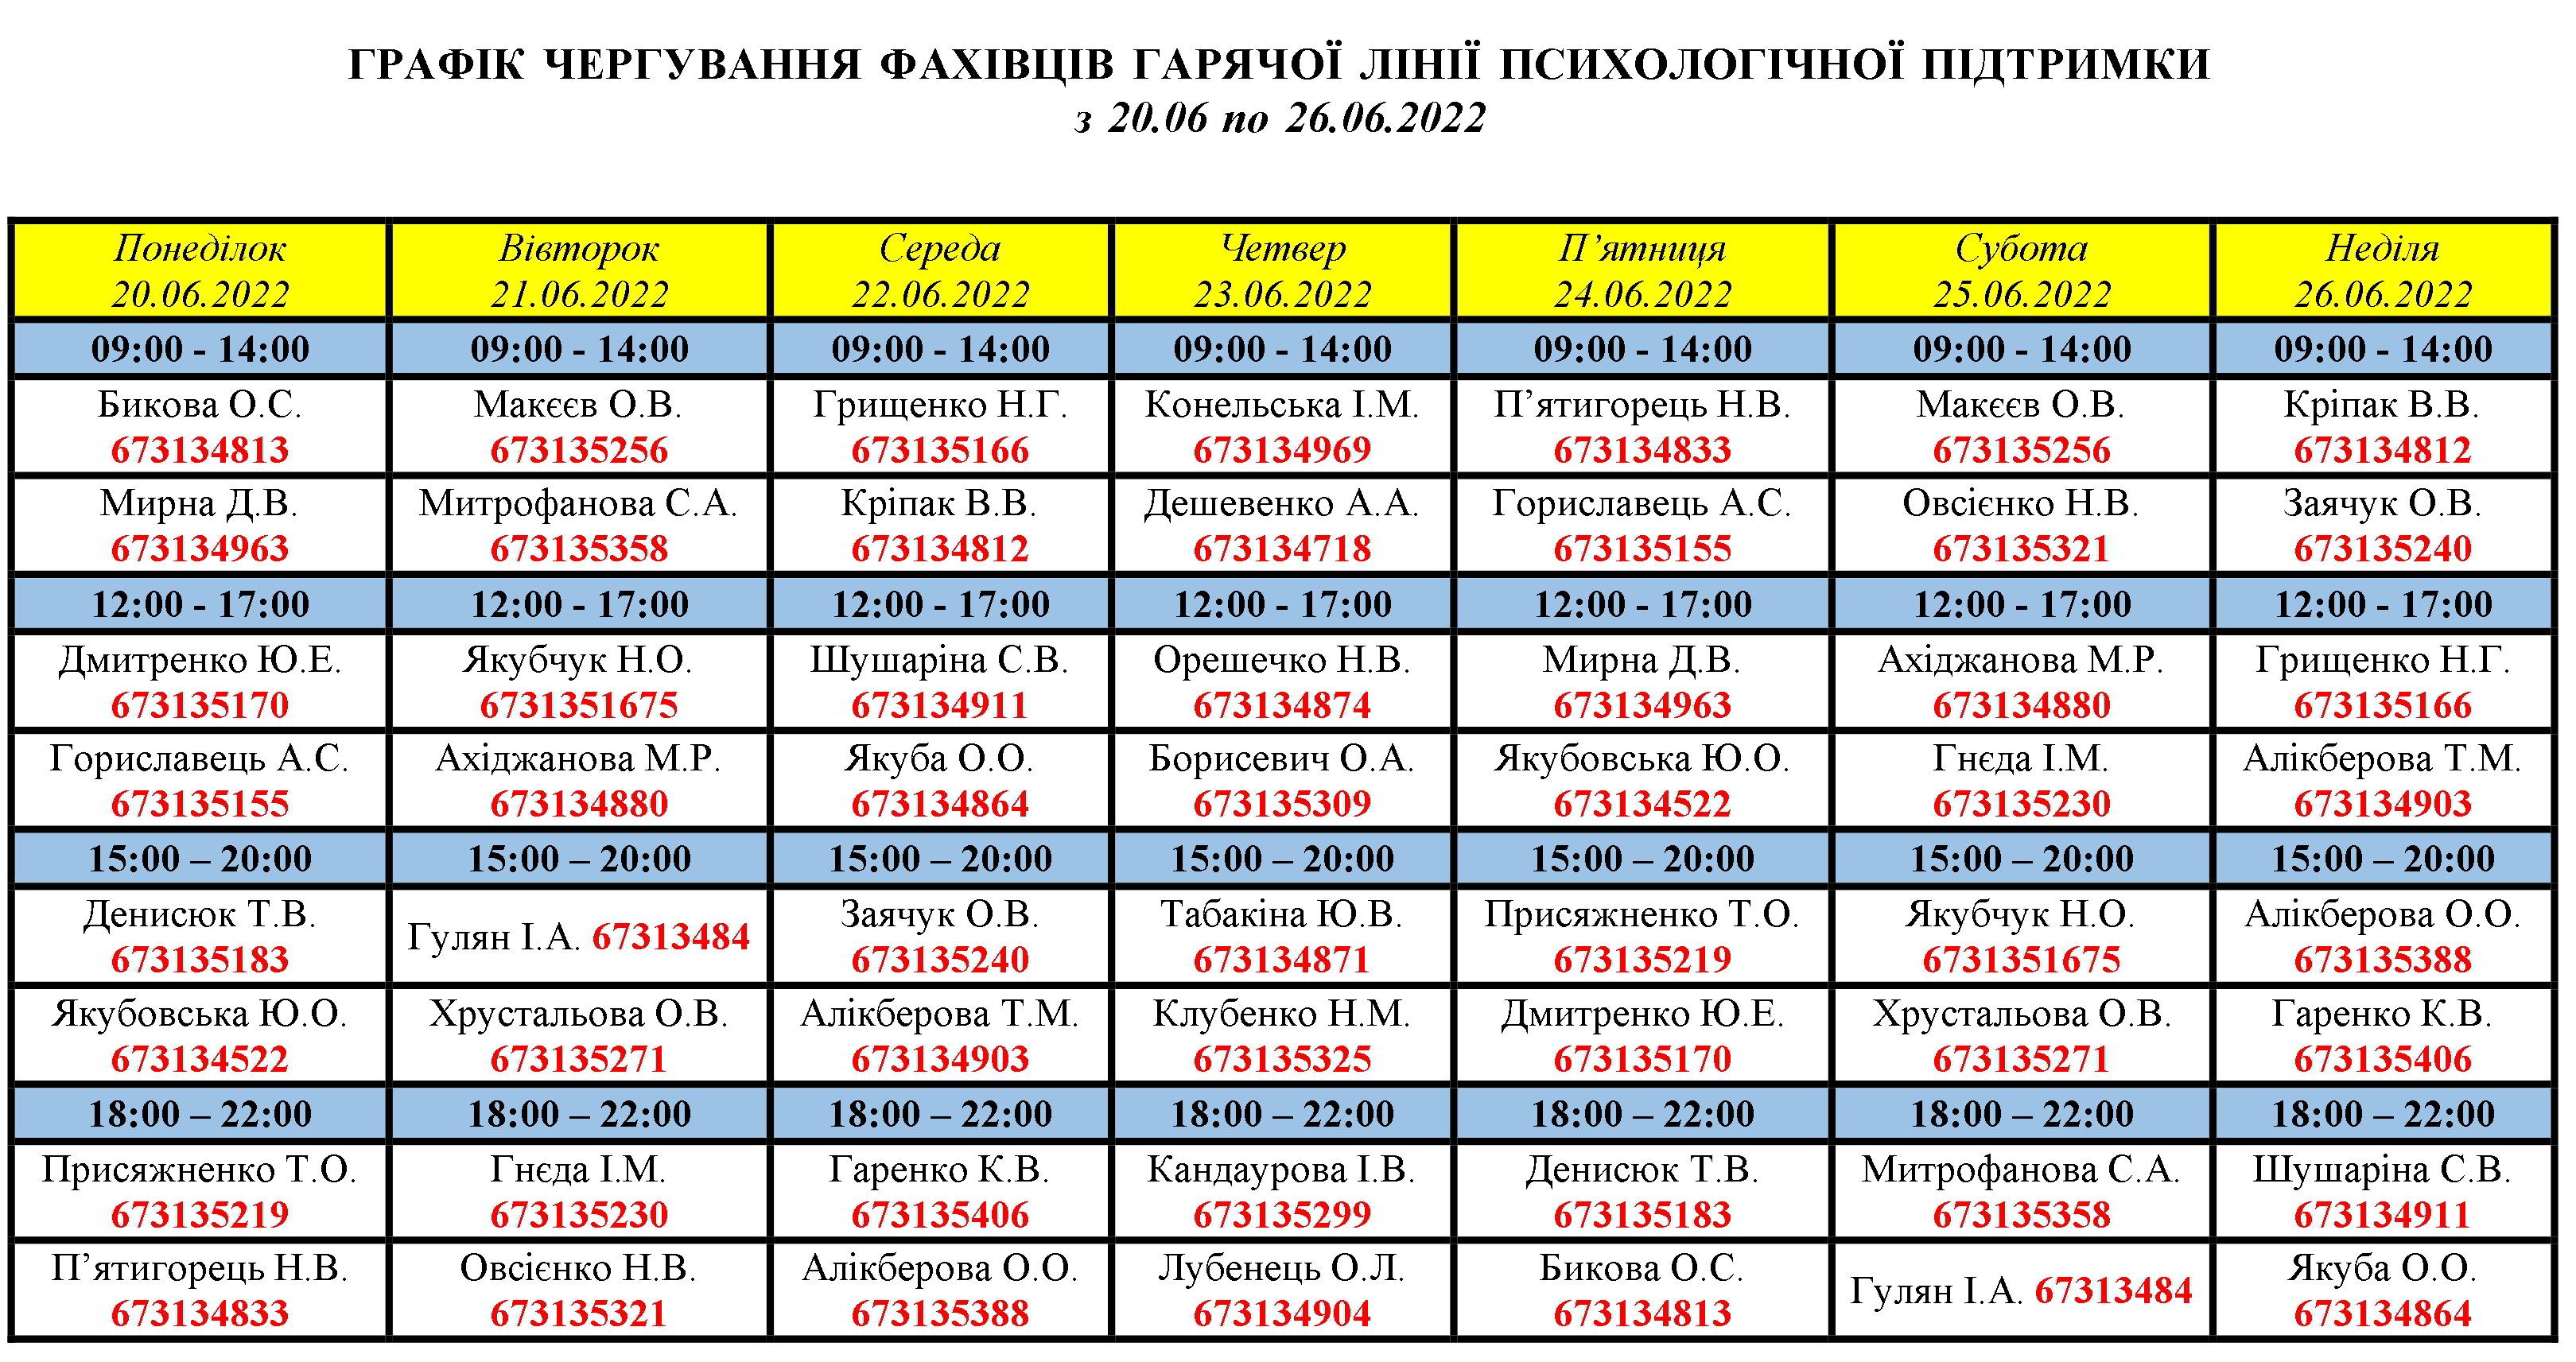 ГРАФІК ЧЕРГУВАННЯ ФАХІВЦІВ ГАРЯЧОЇ ЛІНІЇ ПСИХОЛОГІЧНОЇ ПІДТРИМКИ
з 20.06 по 26.06.2022
Понеділок Вівторок Середа Четвер П’ятниця Субота Неділя
20.06.2022 21.06.2022 22.06.2022 23.06.2022 24.06.2022 25.06.2022 26.06.2022
09:00 - 14:00 09:00 - 14:00 09:00 - 14:00 09:00 - 14:00 09:00 - 14:00 09:00 - 14:00 09:00 - 14:00
Бикова О.С. Макєєв О.В. Грищенко Н.Г. Конельська І.М. П’ятигорець Н.В. Макєєв О.В. Кріпак В.В.
673134813 673135256 673135166 673134969 673134833 673135256 673134812
Мирна Д.В. Митрофанова С.А. Кріпак В.В. Дешевенко А.А. Гориславець А.С. Овсієнко Н.В. Заячук О.В.
673134963 673135358 673134812 673134718 673135155 673135321 673135240
12:00 - 17:00 12:00 - 17:00 12:00 - 17:00 12:00 - 17:00 12:00 - 17:00 12:00 - 17:00 12:00 - 17:00
Дмитренко Ю.Е. Якубчук Н.О. Шушаріна С.В. Орешечко Н.В. Мирна Д.В. Ахіджанова М.Р. Грищенко Н.Г.
673135170 6731351675 673134911 673134874 673134963 673134880 673135166
Гориславець А.С. Ахіджанова М.Р. Якуба О.О. Борисевич О.А. Якубовська Ю.О. Гнєда І.М. Алікберова Т.М.
673135155 673134880 673134864 673135309 673134522 673135230 673134903
15:00 – 20:00 15:00 – 20:00 15:00 – 20:00 15:00 – 20:00 15:00 – 20:00 15:00 – 20:00 15:00 – 20:00
Денисюк Т.В. Гулян І.А. 67313484 Заячук О.В. Табакіна Ю.В. Присяжненко Т.О. Якубчук Н.О. Алікберова О.О.
673135183 673135240 673134871 673135219 6731351675 673135388
Якубовська Ю.О. Хрустальова О.В. Алікберова Т.М. Клубенко Н.М. Дмитренко Ю.Е. Хрустальова О.В. Гаренко К.В.
673134522 673135271 673134903 673135325 673135170 673135271 673135406
18:00 – 22:00 18:00 – 22:00 18:00 – 22:00 18:00 – 22:00 18:00 – 22:00 18:00 – 22:00 18:00 – 22:00
Присяжненко Т.О. Гнєда І.М. Гаренко К.В. Кандаурова І.В. Денисюк Т.В. Митрофанова С.А. Шушаріна С.В.
673135219 673135230 673135406 673135299 673135183 673135358 673134911
П’ятигорець Н.В. Овсієнко Н.В. Алікберова О.О. Лубенець О.Л. Бикова О.С. Гулян І.А. 67313484 Якуба О.О.
673134833 673135321 673135388 673134904 673134813 673134864